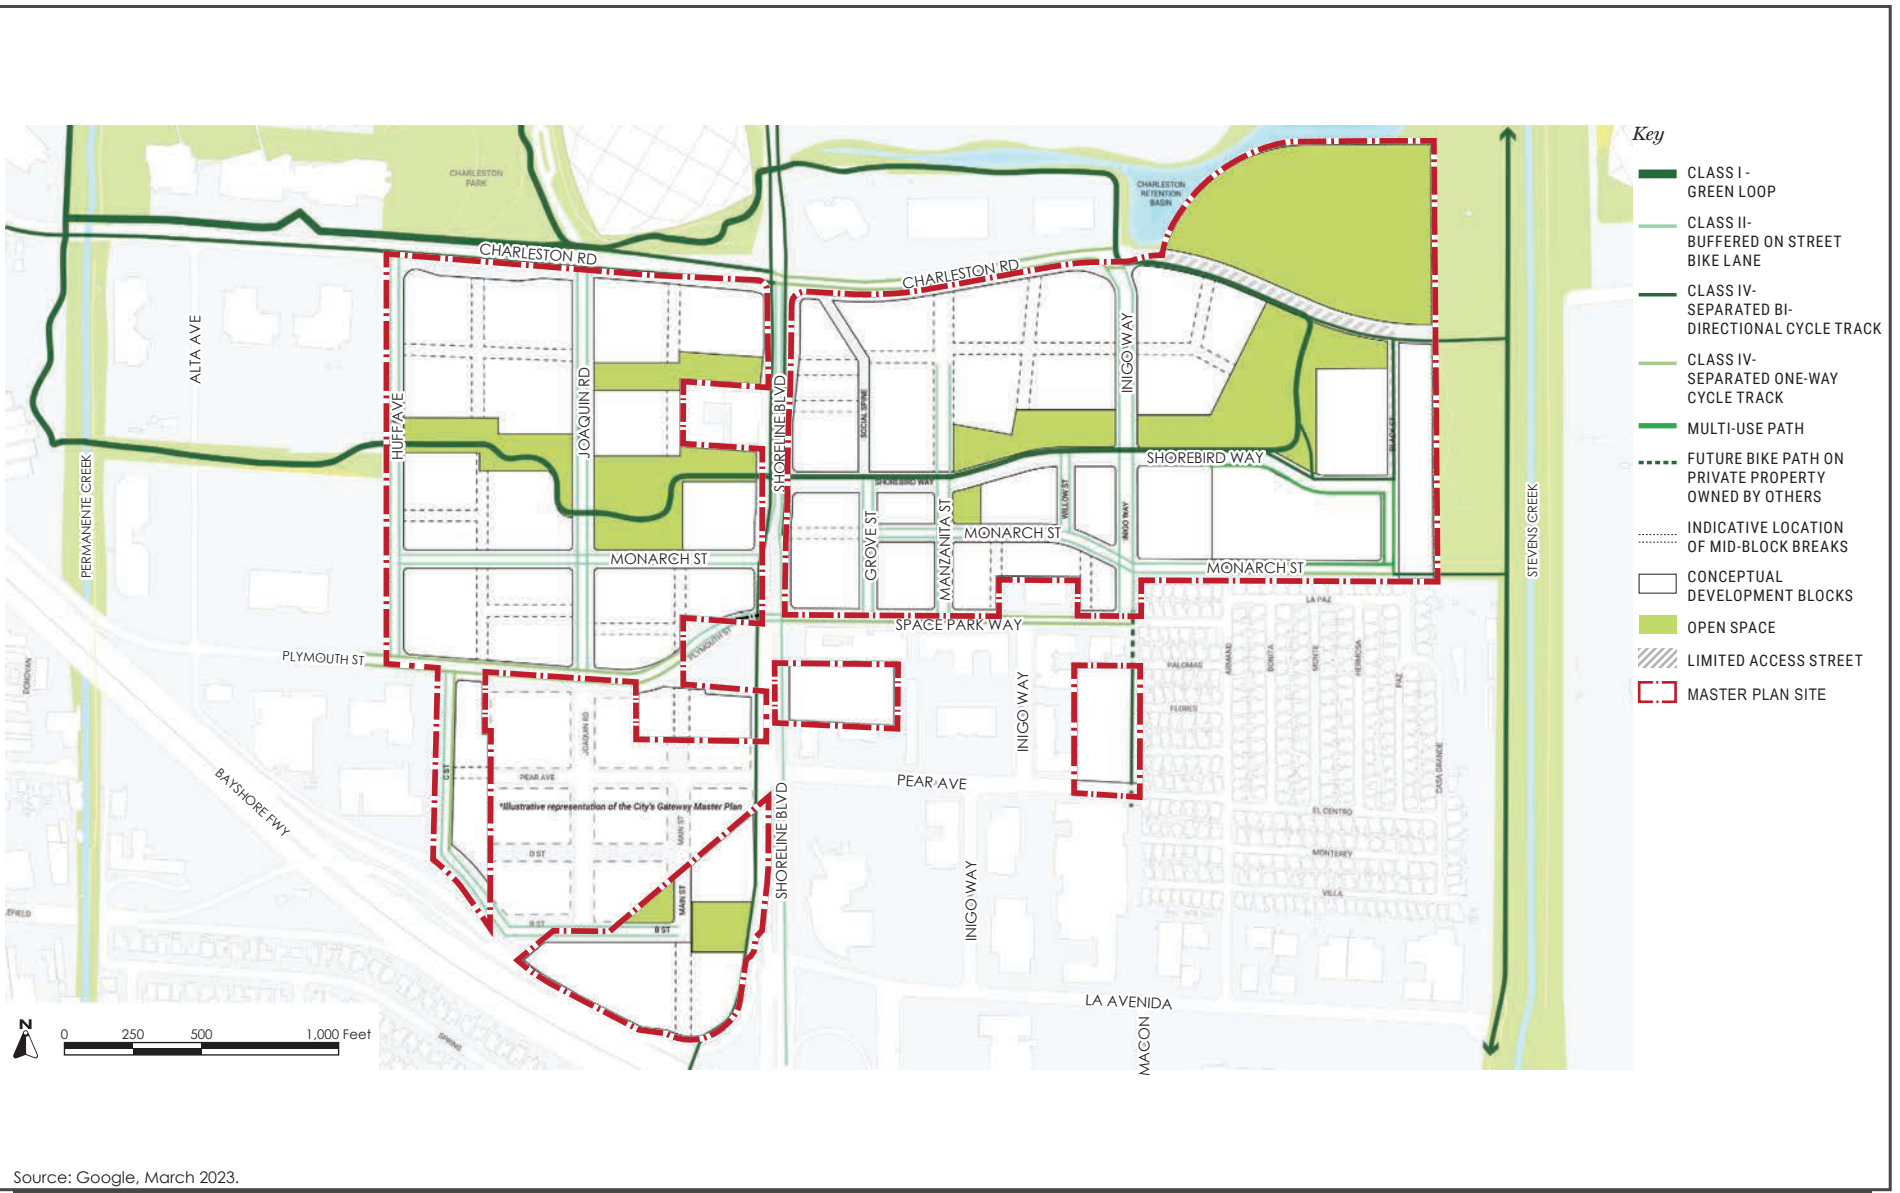 CHARLESTON
PARK
CHARLESTON
RETENTION
BASIN
CHARLESTON RD
CHARLESTON RD
ALTA AVE
HUFF AVE
JOAQUIN RD
SHORELINE BLVD
SOCIAL SPINE
INIGO WAY
PERMANENTE CREEK
STEVENS CREEK
SHOREBIRD WAY
SHOREBIRD WAY
WILLOW ST
INIGO WAY
GROVE ST
MANZANITA ST
MONARCH ST
MONARCH ST
MONARCH ST
LA PAZ
SPACE PARK WAY
PLYMOUTH ST
PLYMOUTH ST
DONOVAN
PALOMAS
ARMAND
BONITA
MONTE
HERMOSA
PAZ
FLORES
INIGO WAY
JOAQUIN RD
C ST
PEAR AVE
PEAR AVE
CASA GRANDE
BAYSHORE FWY
*Illustrative representation of the City's Gateway Master Plan
MAIN ST
SHORELINE BLVD
EL CENTRO
D ST
MONTEREY
VILLA
MAIN ST
INIGO WAY
B ST
B ST
LA AVENIDA
MACON
SPRING
N
0 250 500 1,000 Feet
Key
CLASS I -
GREEN LOOP
CLASS II-
BUFFERED ON STREET
BIKE LANE
CLASS IV-
SEPARATED BI-
DIRECTIONAL CYCLE TRACK
CLASS IV-
SEPARATED ONE-WAY
CYCLE TRACK
MULTI-USE PATH
FUTURE BIKE PATH ON
PRIVATE PROPERTY
OWNED BY OTHERS
INDICATIVE LOCATION
OF MID-BLOCK BREAKS
CONCEPTUAL
DEVELOPMENT BLOCKS
OPEN SPACE
LIMITED ACCESS STREET
MASTER PLAN SITE
Source: Google, March 2023.